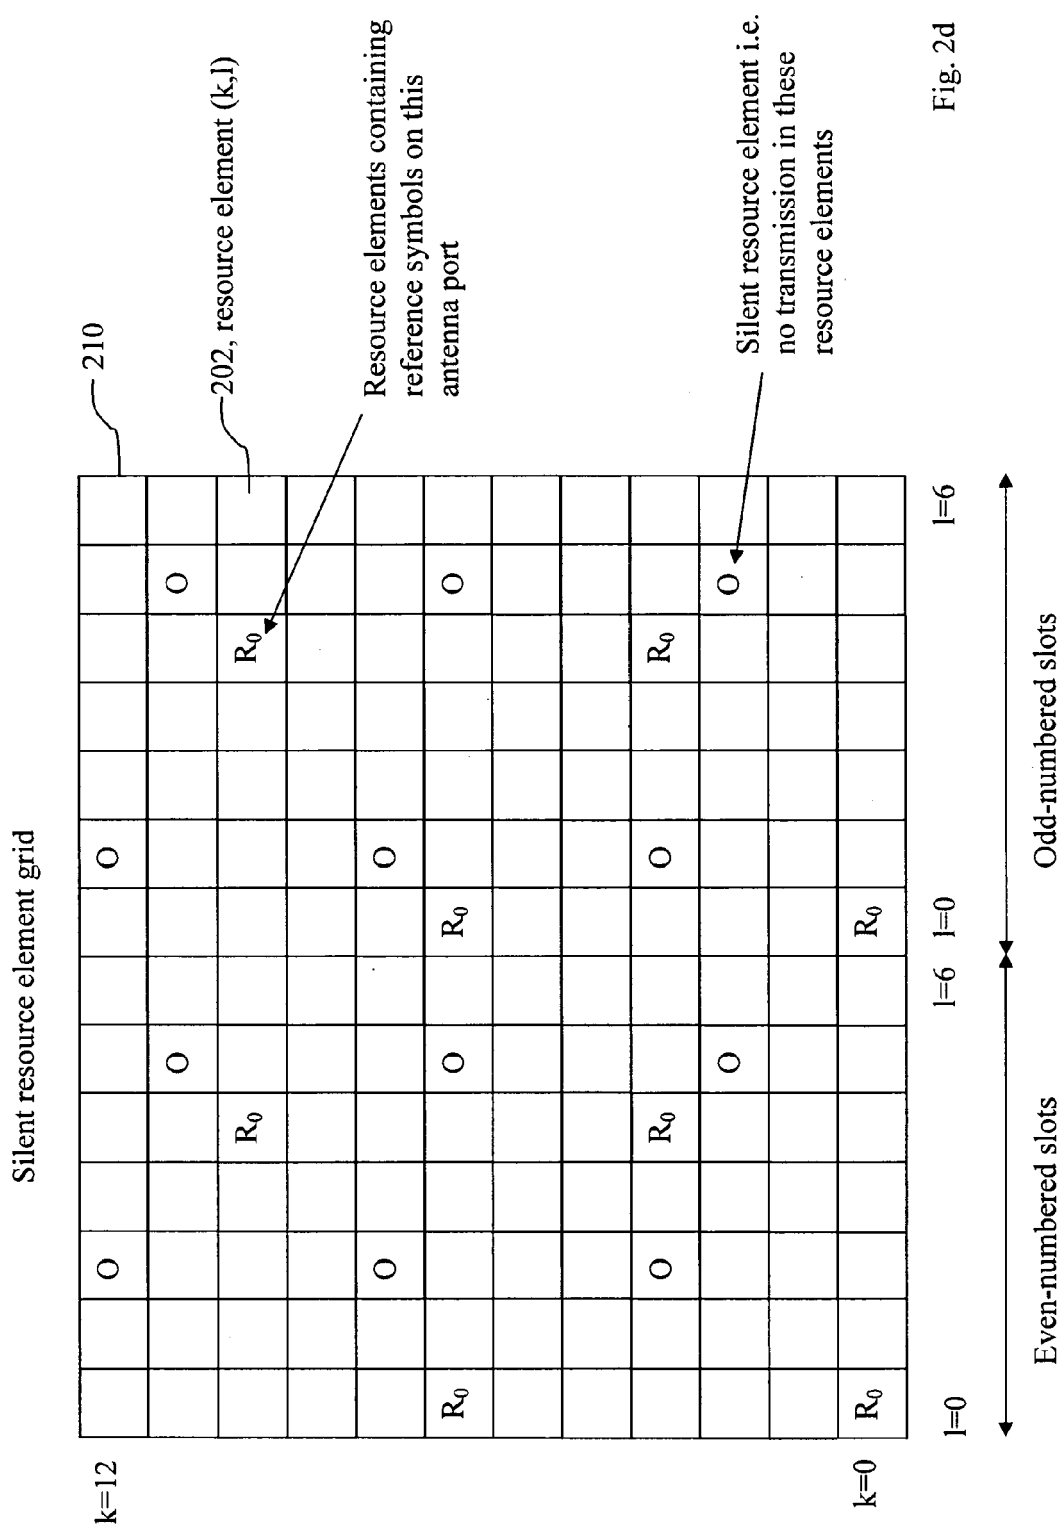 Silent resource element grid
k=12 O O
210
O O
202, resource element (k,l)
R₀ R₀
O O
Resource elements containing
reference symbols on this
antenna port
R₀ O R₀ O
O R₀ O R₀
O O
Silent resource element i.e.
no transmission in these
resource elements
k=0 R₀ R₀
l=0 l=6 l=0 l=6
Even-numbered slots Odd-numbered slots
Fig. 2d